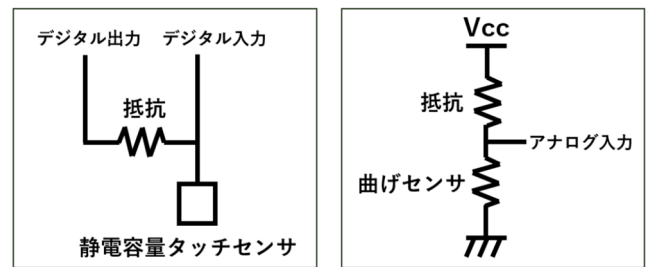 デジタル出力
デジタル入力
抵抗
静電容量タッチセンサ
Vcc
抵抗
アナログ入力
曲げセンサ